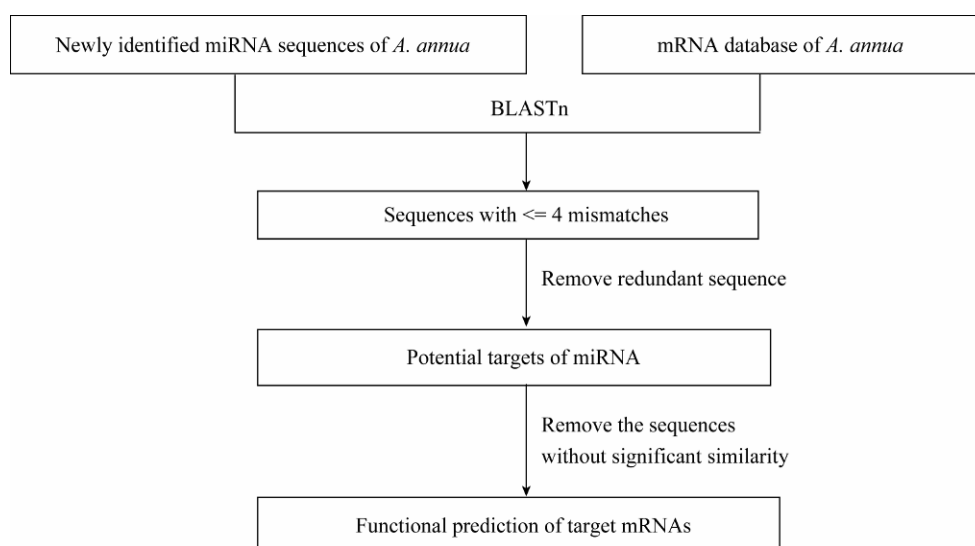 Newly identified miRNA sequences of A. annua
mRNA database of A. annua
BLASTn
Sequences with <= 4 mismatches
Remove redundant sequence
Potential targets of miRNA
Remove the sequences
without significant similarity
Functional prediction of target mRNAs